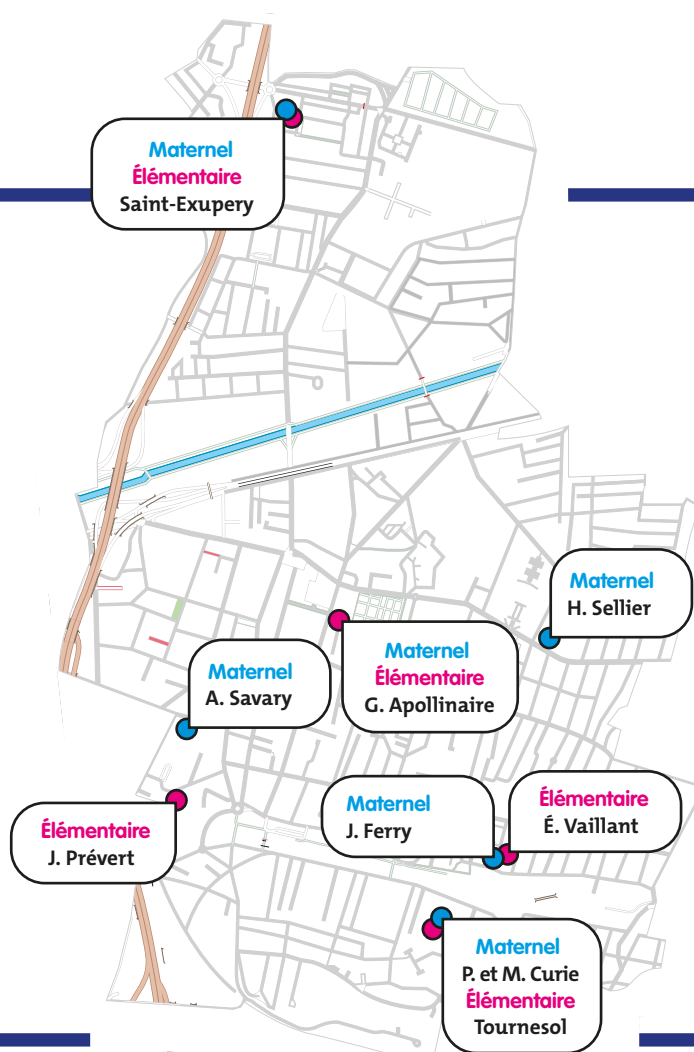 Maternel
Élémentaire
Saint-Exupery
Maternel
H. Sellier
Maternel
A. Savary
Maternel
Élémentaire
G. Apollinaire
Élémentaire
J. Prévert
Maternel
J. Ferry
Élémentaire
É. Vaillant
Maternel
P. et M. Curie
Élémentaire
Tournesol